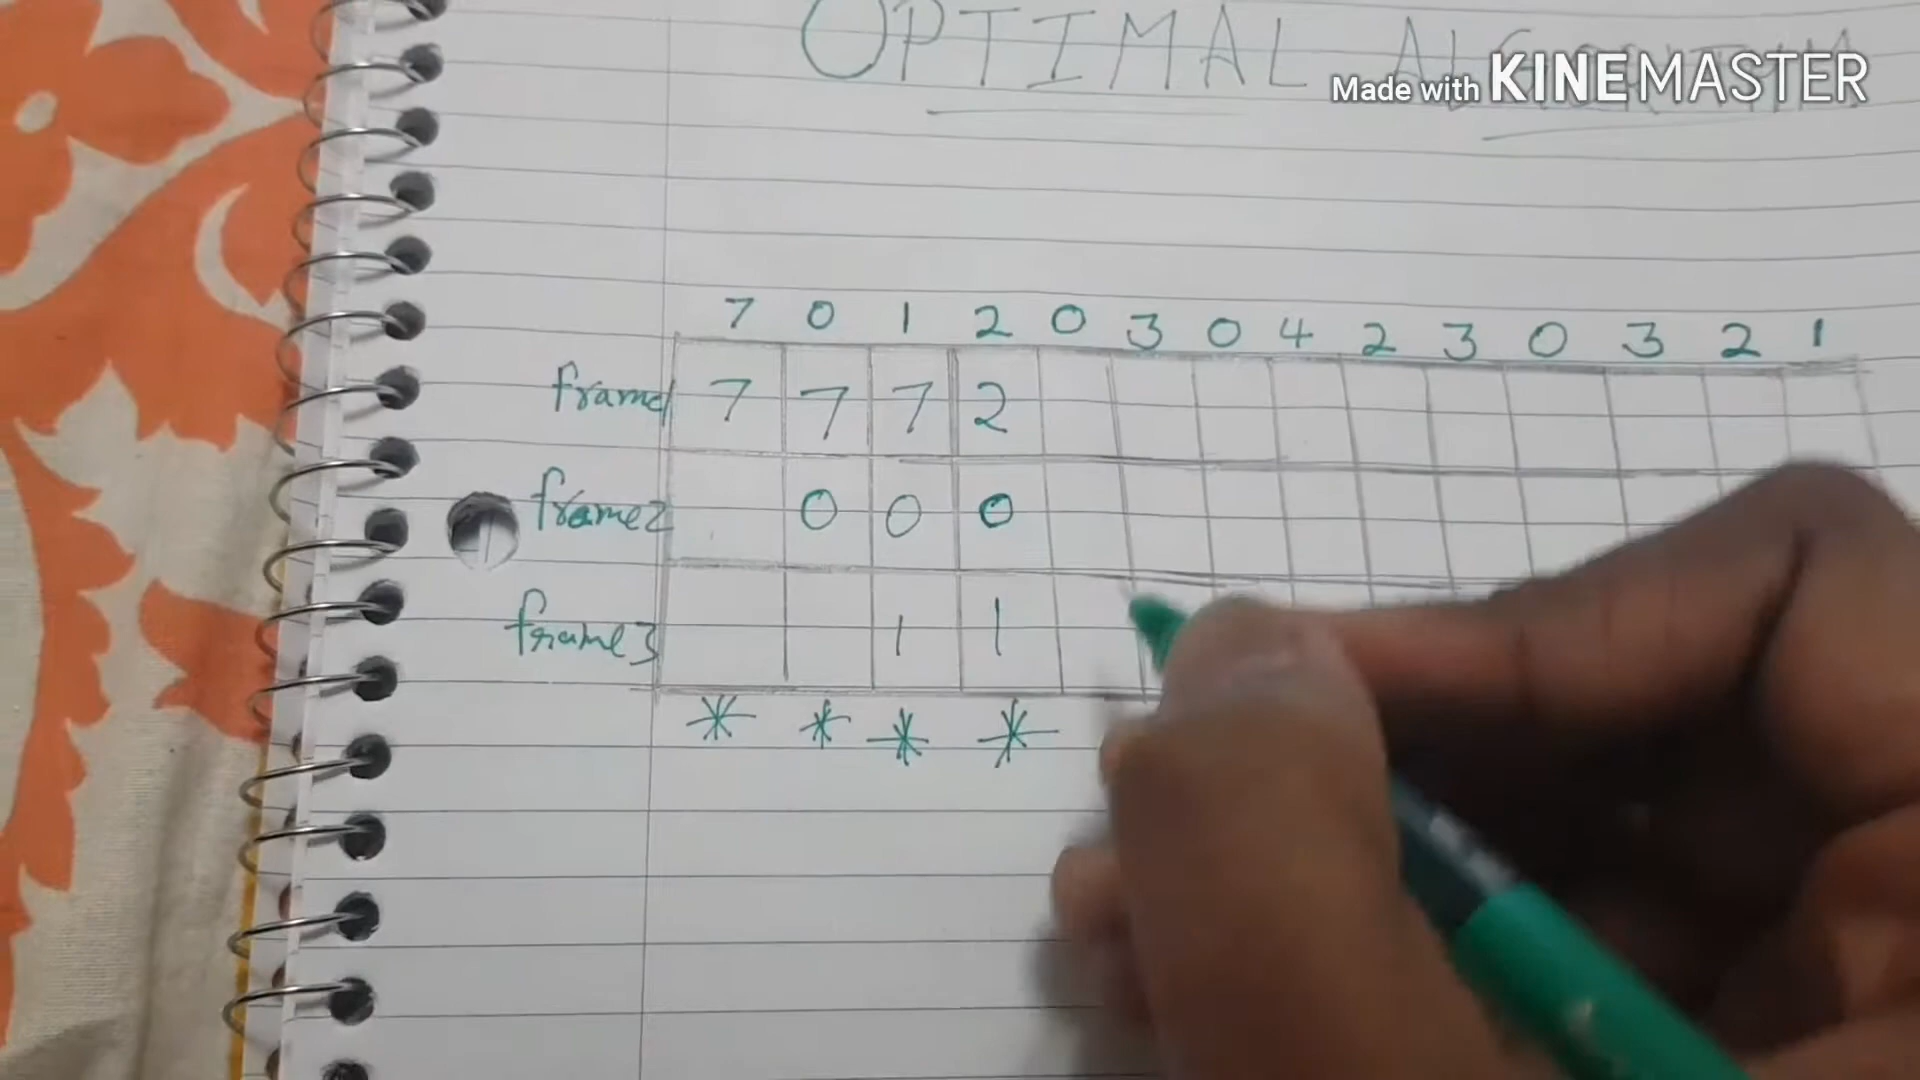 OPTIMAL ALGORITHM
Made with KINEMASTER
7 0 1 2 0 3 0 4 2 3 0 3 2 1
frame1 7 7 7 2
frame2 0 0 0
frame3 1 1
* * * *